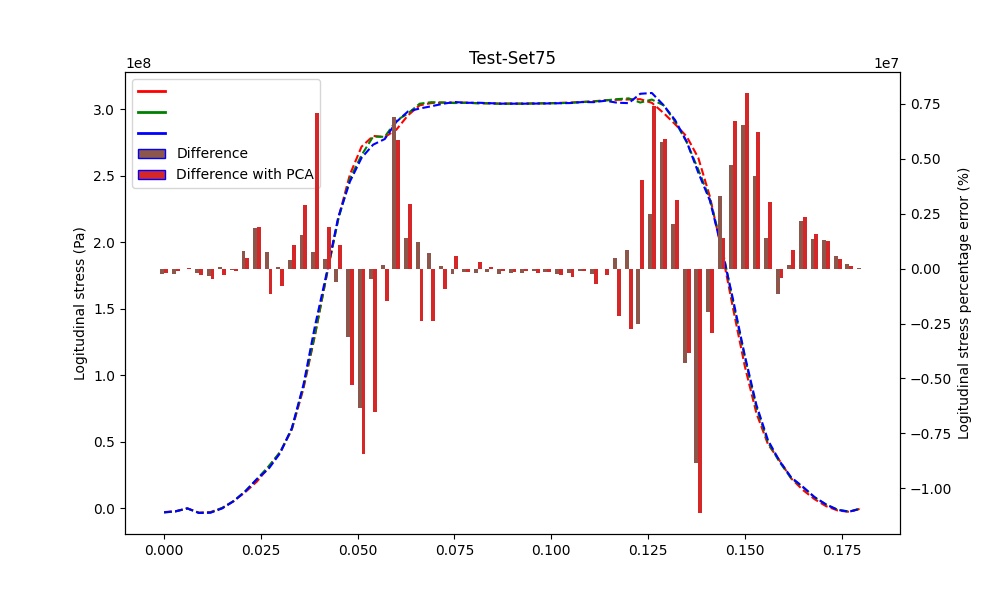 Test-Set75
1e8
1e7
Difference
Difference with PCA
Logitudinal stress (Pa)
3.0
2.5
2.0
1.5
1.0
0.5
0.0
0.75
0.50
0.25
0.00
−0.25
−0.50
−0.75
−1.00
Logitudinal stress percentage error (%)
0.000 0.025 0.050 0.075 0.100 0.125 0.150 0.175